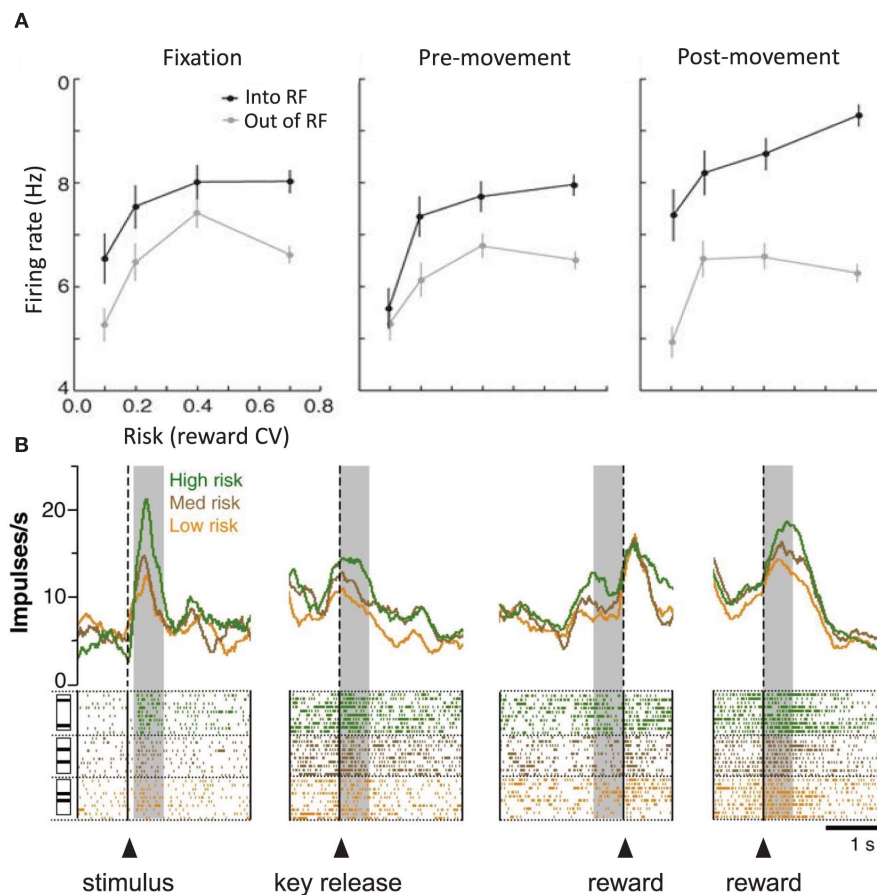 A
Fixation
Pre-movement
Post-movement
0
8
6
4
Firing rate (Hz)
Into RF
Out of RF
0.0 0.2 0.4 0.6 0.8
Risk (reward CV)
B
High risk
Med risk
Low risk
20
10
0
Impulses/s
1 s
stimulus
key release
reward
reward